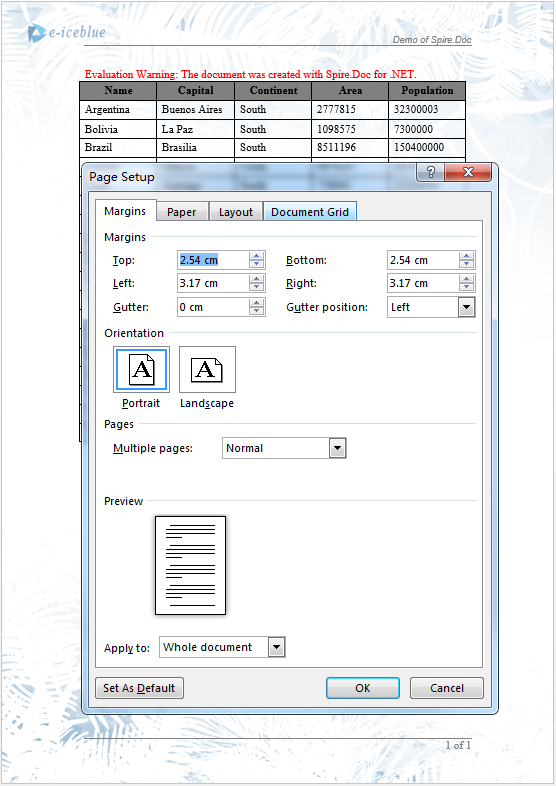 e-iceblue
Demo of Spire.Doc
Evaluation Warning: The document was created with Spire.Doc for .NET.
Name Capital Continent Area Population
Argentina Buenos Aires South 2777815 32300003
Bolivia La Paz South 1098575 7300000
Brazil Brasilia South 8511196 150400000
Page Setup
Margins Paper Layout Document Grid
Margins
Top: 2.54 cm Bottom: 2.54 cm
Left: 3.17 cm Right: 3.17 cm
Gutter: 0 cm Gutter position: Left
Orientation
Portrait Landscape
Pages
Multiple pages: Normal
Preview
Apply to: Whole document
Set As Default OK Cancel
1 of 1